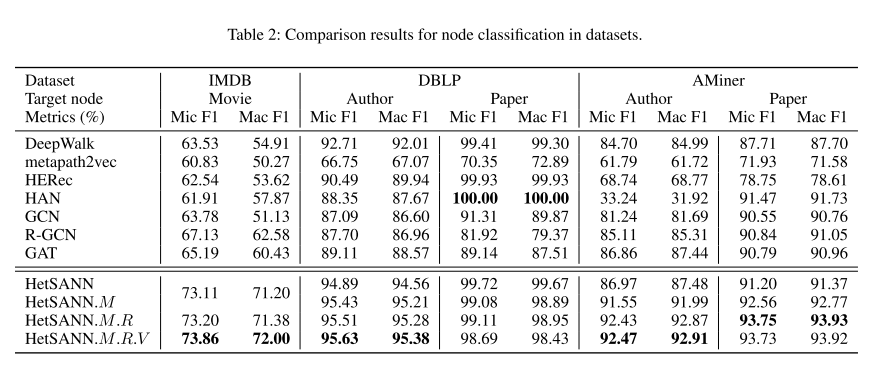 Table 2: Comparison results for node classification in datasets.
Dataset IMDB DBLP AMiner
Target node Movie Author Paper Author Paper
Metrics (%) Mic F1 Mac F1 Mic F1 Mac F1 Mic F1 Mac F1 Mic F1 Mac F1 Mic F1 Mac F1
DeepWalk 63.53 54.91 92.71 92.01 99.41 99.30 84.70 84.99 87.71 87.70
metapath2vec 60.83 50.27 66.75 67.07 70.35 72.89 61.79 61.72 71.93 71.58
HERec 62.54 53.62 90.49 89.94 99.93 99.93 68.74 68.77 78.75 78.61
HAN 61.91 57.87 88.35 87.67 100.00 100.00 33.24 31.92 91.47 91.73
GCN 63.78 51.13 87.09 86.60 91.31 89.87 81.24 81.69 90.55 90.76
R-GCN 67.13 62.58 87.70 86.96 81.92 79.37 85.11 85.31 90.84 91.05
GAT 65.19 60.43 89.11 88.57 89.14 87.51 86.86 87.44 90.79 90.96
HetSANN 73.11 71.20 94.89 94.56 99.72 99.67 86.97 87.48 91.20 91.37
HetSANN.M 95.43 95.21 99.08 98.89 91.55 91.99 92.56 92.77
HetSANN.M.R 73.20 71.38 95.51 95.28 99.11 98.95 92.43 92.87 93.75 93.93
HetSANN.M.R.V 73.86 72.00 95.63 95.38 98.69 98.43 92.47 92.91 93.73 93.92